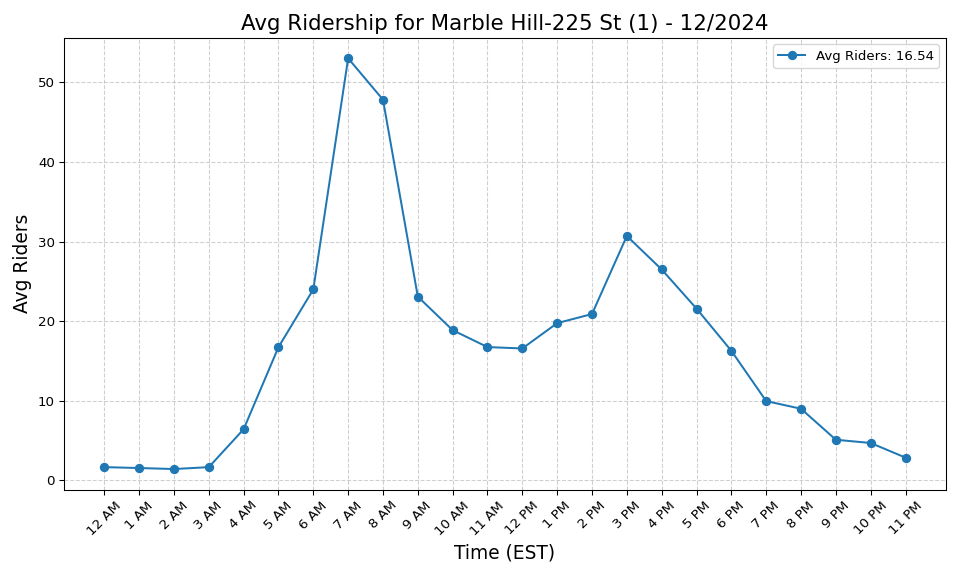 Avg Ridership for Marble Hill-225 St (1) - 12/2024
Avg Riders: 16.54
Avg Riders
50
40
30
20
10
0
12 AM
1 AM
2 AM
3 AM
4 AM
5 AM
6 AM
7 AM
8 AM
9 AM
10 AM
11 AM
12 PM
1 PM
2 PM
3 PM
4 PM
5 PM
6 PM
7 PM
8 PM
9 PM
10 PM
11 PM
Time (EST)